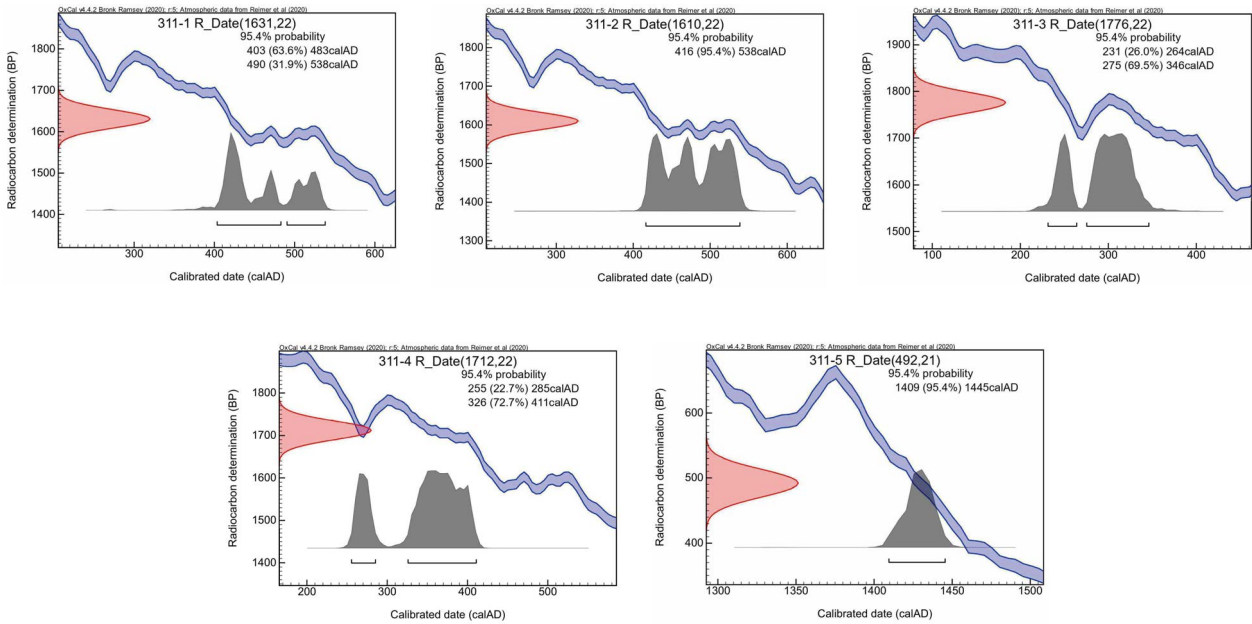 OxCal v4.4.2 Bronk Ramsey (2020); r:5; Atmospheric data from Reimer et al (2020)
311-1 R_Date(1631,22)
95.4% probability
403 (63.6%) 483calAD
490 (31.9%) 538calAD
Radiocarbon determination (BP)
1800
1700
1600
1500
1400
300 400 500 600
Calibrated date (calAD)
OxCal v4.4.2 Bronk Ramsey (2020); r:5; Atmospheric data from Reimer et al (2020)
311-2 R_Date(1610,22)
95.4% probability
416 (95.4%) 538calAD
Radiocarbon determination (BP)
1800
1700
1600
1500
1400
1300
300 400 500 600
Calibrated date (calAD)
OxCal v4.4.2 Bronk Ramsey (2020); r:5; Atmospheric data from Reimer et al (2020)
311-3 R_Date(1776,22)
95.4% probability
231 (26.0%) 264calAD
275 (69.5%) 346calAD
Radiocarbon determination (BP)
1900
1800
1700
1600
1500
100 200 300 400
Calibrated date (calAD)
OxCal v4.4.2 Bronk Ramsey (2020); r:5; Atmospheric data from Reimer et al (2020)
311-4 R_Date(1712,22)
95.4% probability
255 (22.7%) 285calAD
326 (72.7%) 411calAD
Radiocarbon determination (BP)
1800
1700
1600
1500
1400
200 300 400 500
Calibrated date (calAD)
OxCal v4.4.2 Bronk Ramsey (2020); r:5; Atmospheric data from Reimer et al (2020)
311-5 R_Date(492,21)
95.4% probability
1409 (95.4%) 1445calAD
Radiocarbon determination (BP)
600
500
400
1300 1350 1400 1450 1500
Calibrated date (calAD)